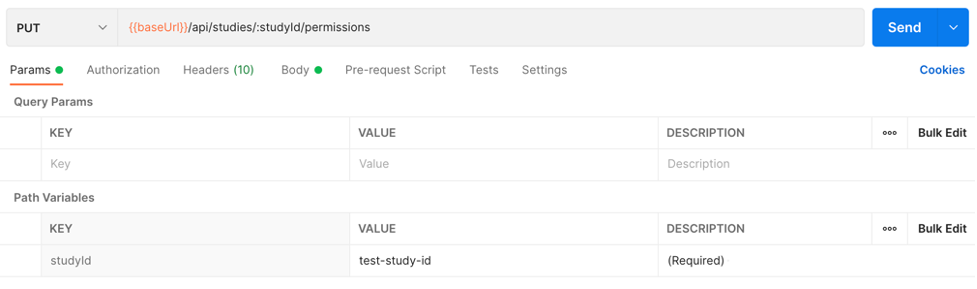 PUT {{baseUrl}}/api/studies/:studyId/permissions Send
Params Authorization Headers (10) Body Pre-request Script Tests Settings Cookies
Query Params
KEY VALUE DESCRIPTION ooo Bulk Edit
Key Value Description
Path Variables
KEY VALUE DESCRIPTION ooo Bulk Edit
studyId test-study-id (Required)